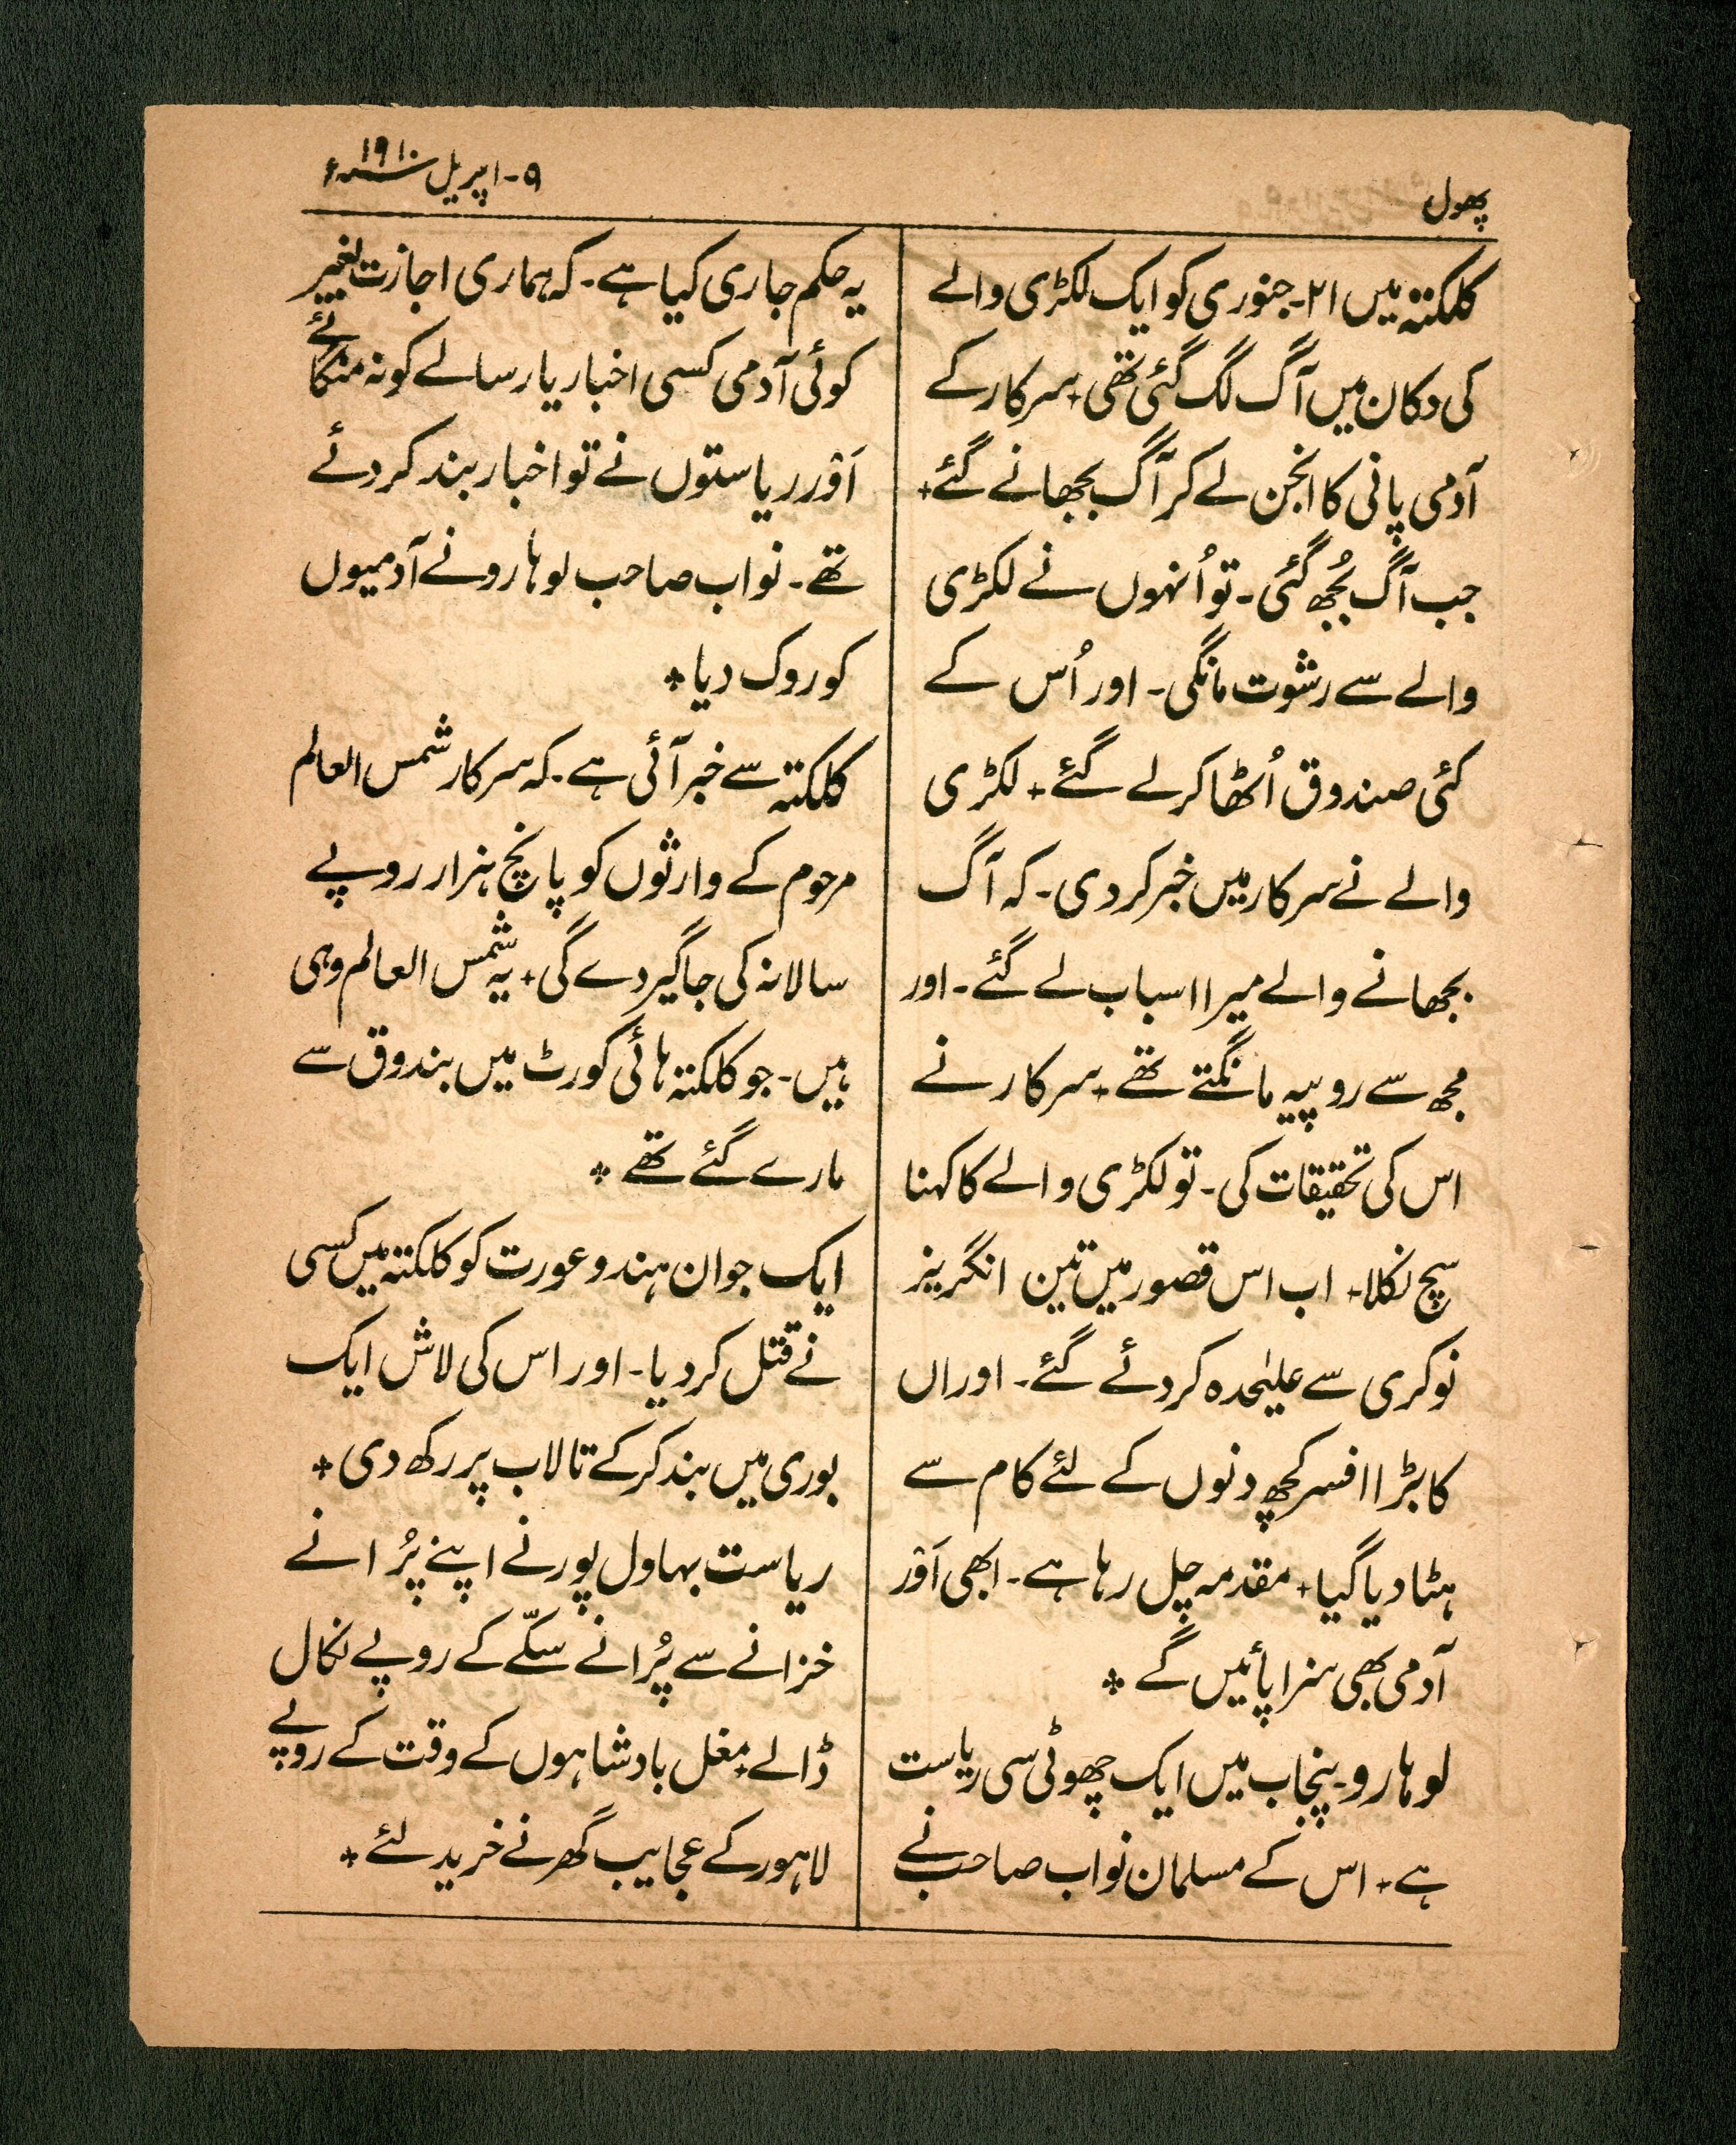 پھول
۹۔ اپریل ۱۹۱۰ء
کلکتہ میں ۲۱۔ جنوری کو ایک لکڑی والے
کی دکان میں آگ لگ گئی تھی + سرکار کے
آدمی پانی کا انجن لے کر آگ بجھانے گئے +
جب آگ بُجھ گئی۔ تو اُنہوں نے لکڑی
والے سے رشوت مانگی۔ اور اُس کے
کئی صندوق اُٹھا کر لے گئے + لکڑی
والے نے سرکار میں خبر کر دی۔ کہ آگ
بجھانے والے میرا اسباب لے گئے۔ اور
مجھ سے روپیہ مانگتے تھے + سرکار نے
اس کی تحقیقات کی۔ تو لکڑی والے کا کہنا
سچ نکلا + اب اس قصور میں تین انگریز
نوکری سے علیٰحدہ کر دئے گئے۔ اور ان
کا بڑا افسر کچھ دنوں کے لئے کام سے
ہٹا دیا گیا + مقدمہ چل رہا ہے۔ ابھی اَوْر
آدمی بھی سزا پائیں گے ❖
لوہارو۔ پنجاب میں ایک چھوٹی سی ریاست
ہے + اس کے مسلمان نواب صاحب نے
یہ حکم جاری کیا ہے۔ کہ ہماری اجازت بغیر
کوئی آدمی کسی اخبار یا رسالے کو نہ منگائے
اَوْر ریاستوں نے تو اخبار بند کر دئے
تھے۔ نواب صاحب لوہارو نے آدمیوں
کو روک دیا ❖
کلکتہ سے خبر آئی ہے۔ کہ سرکار شمس العالم
مرحوم کے وارثوں کو پانچ ہزار روپے
سالانہ کی جاگیر دے گی + یہ شمس العالم وہی
ہیں۔ جو کلکتہ ہائی کورٹ میں بندوق سے
مارے گئے تھے ❖
ایک جوان ہندو عورت کو کلکتہ میں کسی
نے قتل کر دیا۔ اور اس کی لاش ایک
بوری میں بند کر کے تالاب پر رکھ دی ❖
ریاست بہاول پور نے اپنے پُرانے
خزانے سے پُرانے سکّے کے روپے نکال
ڈالے + مغل بادشاہوں کے وقت کے روپے
لاہور کے عجایب گھر نے خرید لئے ❖